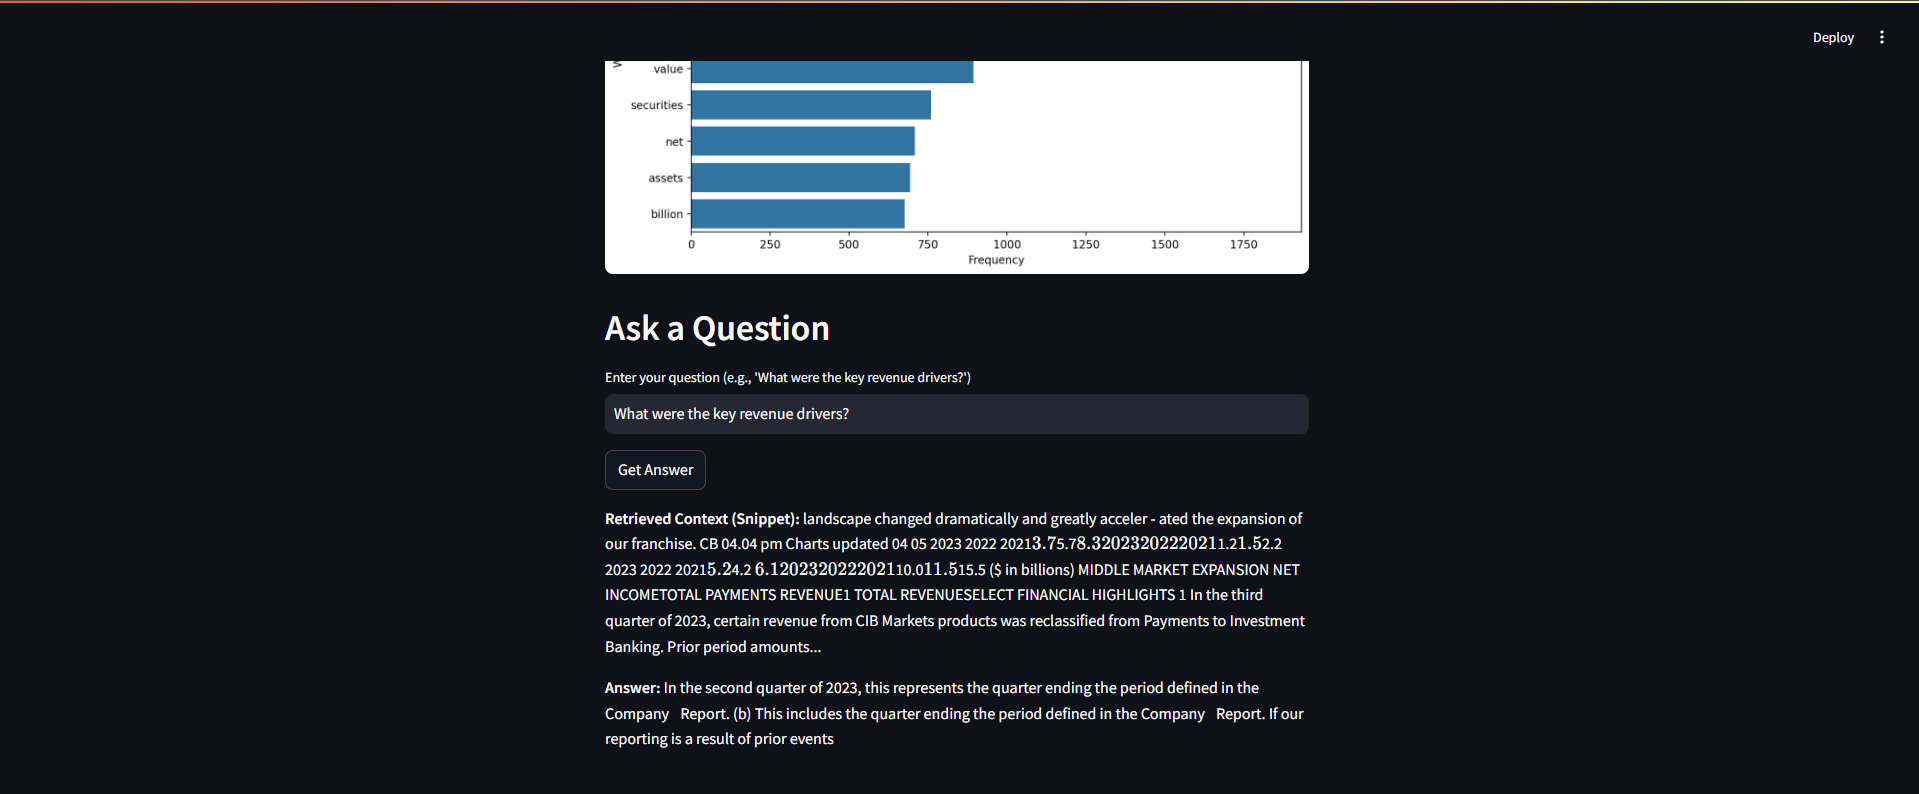 Deploy
value
securities
net
assets
billion
0 250 500 750 1000 1250 1500 1750
Frequency
Ask a Question
Enter your question (e.g., 'What were the key revenue drivers?')
What were the key revenue drivers?
Get Answer
Retrieved Context (Snippet): landscape changed dramatically and greatly acceler - ated the expansion of
our franchise. CB 04.04 pm Charts updated 04 05 2023 2022 20213.75.78.32023202220211.21.52.2
2023 2022 20215.24.2 6.120232022202110.011.515.5 ($ in billions) MIDDLE MARKET EXPANSION NET
INCOMETOTAL PAYMENTS REVENUE1 TOTAL REVENUESELECT FINANCIAL HIGHLIGHTS 1 In the third
quarter of 2023, certain revenue from CIB Markets products was reclassified from Payments to Investment
Banking. Prior period amounts...
Answer: In the second quarter of 2023, this represents the quarter ending the period defined in the
Company Report. (b) This includes the quarter ending the period defined in the Company Report. If our
reporting is a result of prior events